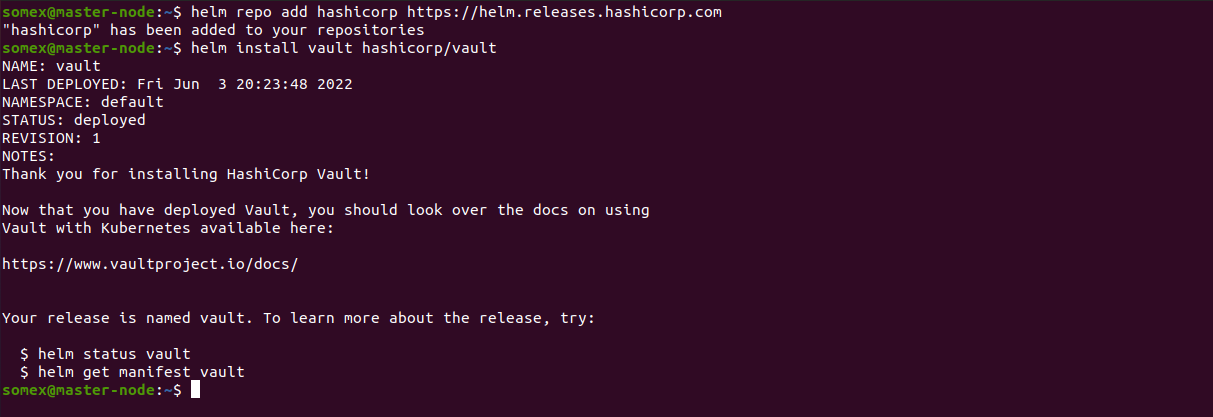 somex@master-node:~$ helm repo add hashicorp https://helm.releases.hashicorp.com
"hashicorp" has been added to your repositories
somex@master-node:~$ helm install vault hashicorp/vault
NAME: vault
LAST DEPLOYED: Fri Jun  3 20:23:48 2022
NAMESPACE: default
STATUS: deployed
REVISION: 1
NOTES:
Thank you for installing HashiCorp Vault!
Now that you have deployed Vault, you should look over the docs on using
Vault with Kubernetes available here:
https://www.vaultproject.io/docs/
Your release is named vault. To learn more about the release, try:
  $ helm status vault
  $ helm get manifest vault
somex@master-node:~$